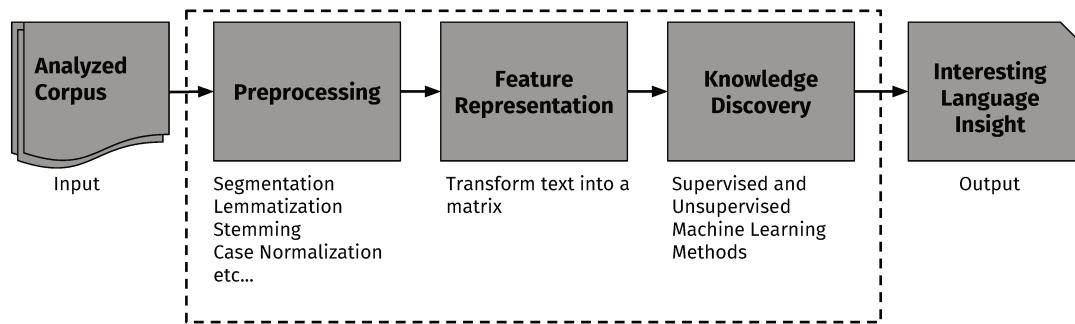 Analyzed
Corpus
Preprocessing
Feature
Representation
Knowledge
Discovery
Interesting
Language
Insight
Input
Segmentation
Lemmatization
Stemming
Case Normalization
etc...
Transform text into a
matrix
Supervised and
Unsupervised
Machine Learning
Methods
Output